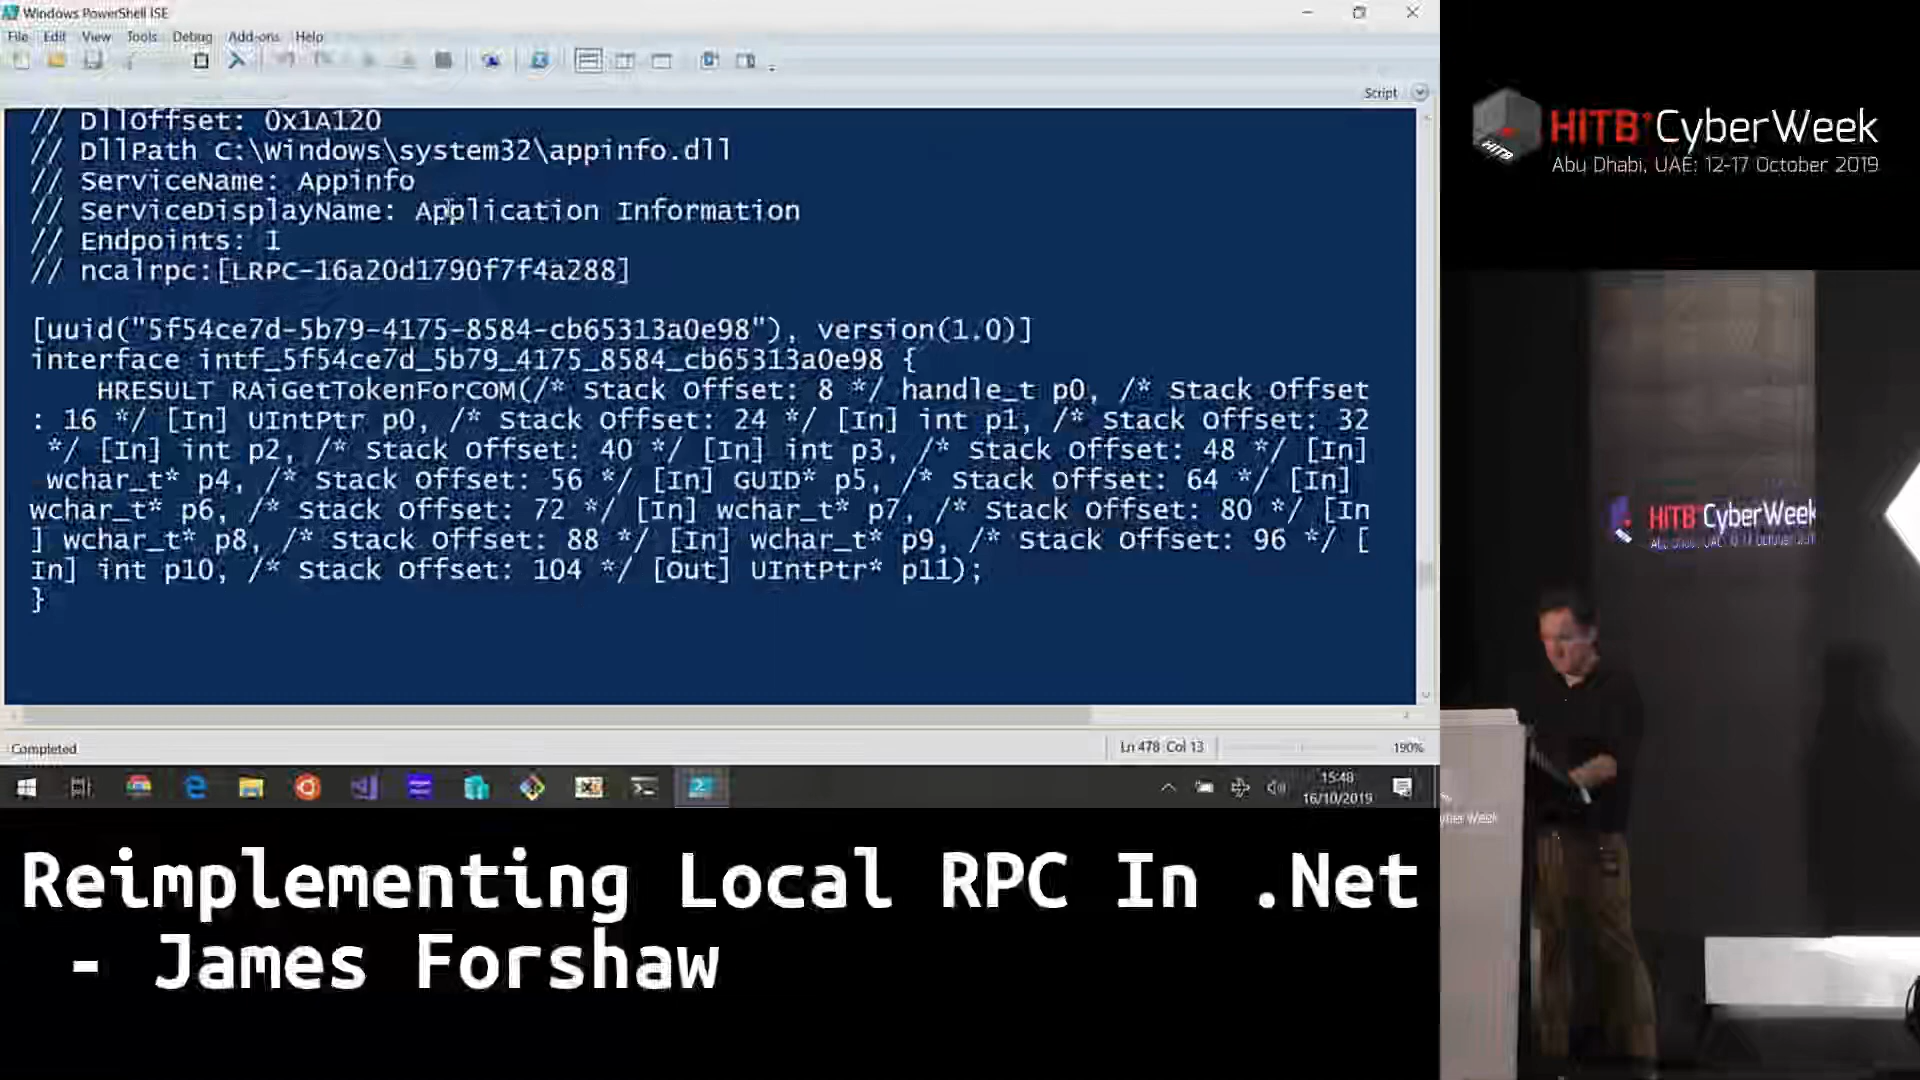 Windows PowerShell ISE
File Edit View Tools Debug Add-ons Help
Script
// DllOffset: 0x1A120
// DllPath C:\Windows\system32\appinfo.dll
// ServiceName: Appinfo
// ServiceDisplayName: Application Information
// Endpoints: 1
// ncalrpc:[LRPC-16a20d1790f7f4a288]
[uuid("5f54ce7d-5b79-4175-8584-cb65313a0e98"), version(1.0)]
interface intf_5f54ce7d_5b79_4175_8584_cb65313a0e98 {
HRESULT RAiGetTokenForCOM(/* Stack Offset: 8 */ handle_t p0, /* Stack Offset
: 16 */ [In] UIntPtr p0, /* Stack Offset: 24 */ [In] int p1, /* Stack Offset: 32
*/ [In] int p2, /* Stack Offset: 40 */ [In] int p3, /* Stack Offset: 48 */ [In]
wchar_t* p4, /* Stack Offset: 56 */ [In] GUID* p5, /* Stack Offset: 64 */ [In]
wchar_t* p6, /* Stack Offset: 72 */ [In] wchar_t* p7, /* Stack Offset: 80 */ [In
] wchar_t* p8, /* Stack Offset: 88 */ [In] wchar_t* p9, /* Stack Offset: 96 */ [
In] int p10, /* Stack Offset: 104 */ [Out] UIntPtr* p11);
}
Completed
Ln 478 Col 13
190%
15:48
16/10/2019
Reimplementing Local RPC In .Net
- James Forshaw
HITB
HITB CyberWeek
Abu Dhabi, UAE: 12-17 October 2019
HITB CyberWeek
yber Week